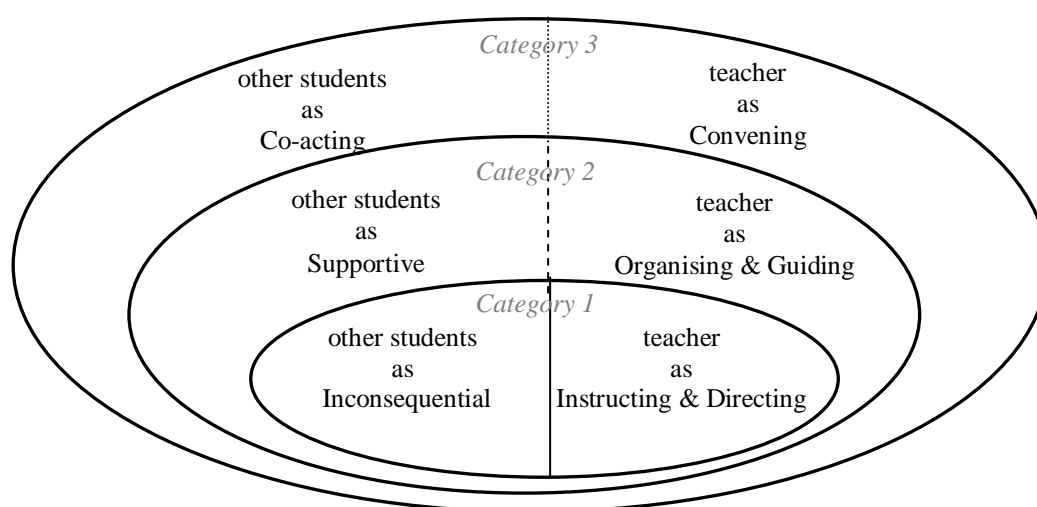 Category 3
other students
as
Co-acting
teacher
as
Convening
Category 2
other students
as
Supportive
teacher
as
Organising & Guiding
Category 1
other students
as
Inconsequential
teacher
as
Instructing & Directing